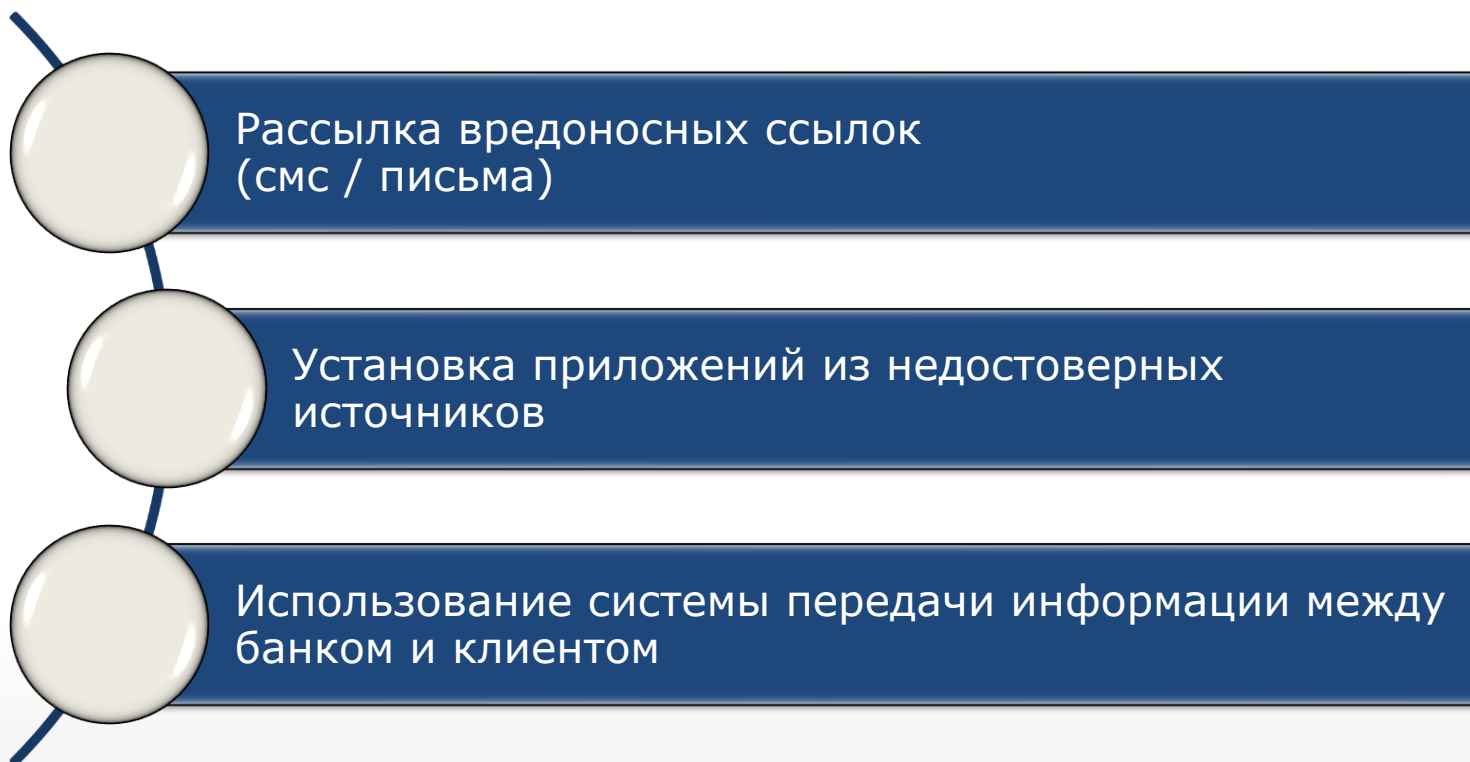 Рассылка вредоносных ссылок
(смс / письма)
Установка приложений из недостоверных
источников
Использование системы передачи информации между
банком и клиентом